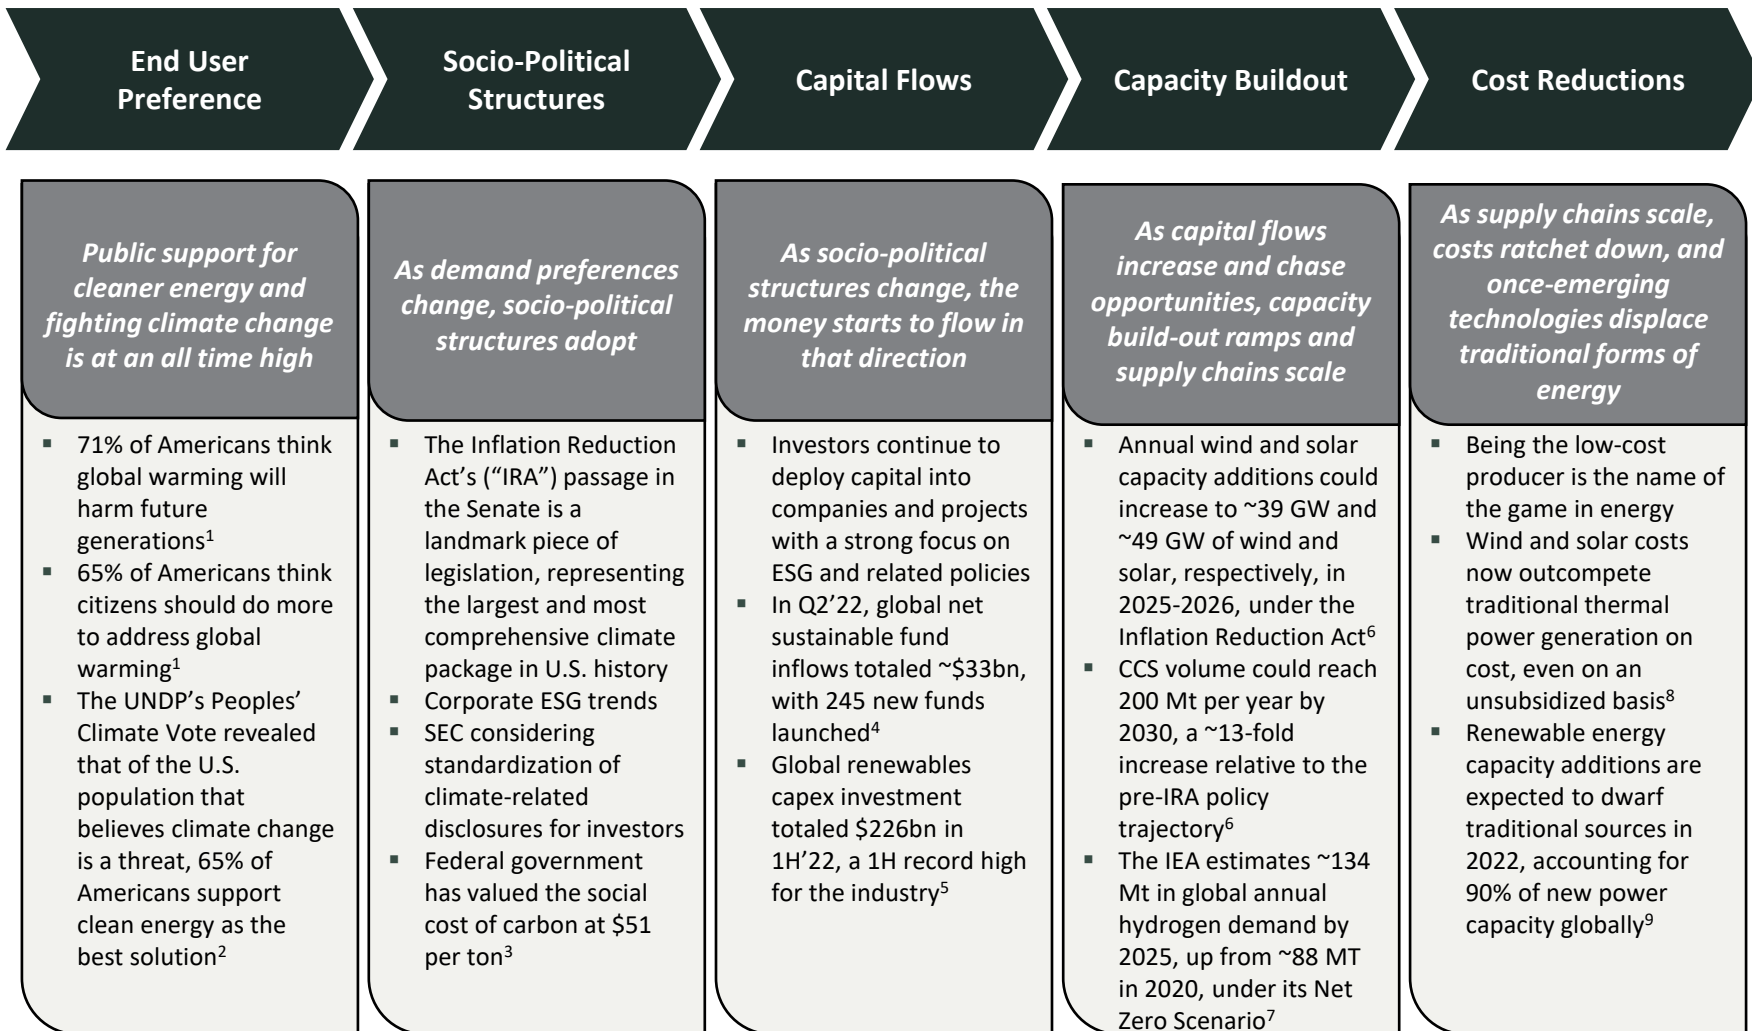 End User
Preference
Socio-Political
Structures
Capital Flows
Capacity Buildout
Cost Reductions
Public support for
cleaner energy and
fighting climate change
is at an all time high
▪ 71% of Americans think
global warming will
harm future
generations¹
▪ 65% of Americans think
citizens should do more
to address global
warming¹
▪ The UNDP’s Peoples’
Climate Vote revealed
that of the U.S.
population that
believes climate change
is a threat, 65% of
Americans support
clean energy as the
best solution²
As demand preferences
change, socio-political
structures adopt
▪ The Inflation Reduction
Act’s (“IRA”) passage in
the Senate is a
landmark piece of
legislation, representing
the largest and most
comprehensive climate
package in U.S. history
▪ Corporate ESG trends
▪ SEC considering
standardization of
climate-related
disclosures for investors
▪ Federal government
has valued the social
cost of carbon at $51
per ton³
As socio-political
structures change, the
money starts to flow in
that direction
▪ Investors continue to
deploy capital into
companies and projects
with a strong focus on
ESG and related policies
▪ In Q2’22, global net
sustainable fund
inflows totaled ~$33bn,
with 245 new funds
launched⁴
▪ Global renewables
capex investment
totaled $226bn in
1H’22, a 1H record high
for the industry⁵
As capital flows
increase and chase
opportunities, capacity
build-out ramps and
supply chains scale
▪ Annual wind and solar
capacity additions could
increase to ~39 GW and
~49 GW of wind and
solar, respectively, in
2025-2026, under the
Inflation Reduction Act⁶
▪ CCS volume could reach
200 Mt per year by
2030, a ~13-fold
increase relative to the
pre-IRA policy
trajectory⁶
▪ The IEA estimates ~134
Mt in global annual
hydrogen demand by
2025, up from ~88 MT
in 2020, under its Net
Zero Scenario⁷
As supply chains scale,
costs ratchet down, and
once-emerging
technologies displace
traditional forms of
energy
▪ Being the low-cost
producer is the name of
the game in energy
▪ Wind and solar costs
now outcompete
traditional thermal
power generation on
cost, even on an
unsubsidized basis⁸
▪ Renewable energy
capacity additions are
expected to dwarf
traditional sources in
2022, accounting for
90% of new power
capacity globally⁹